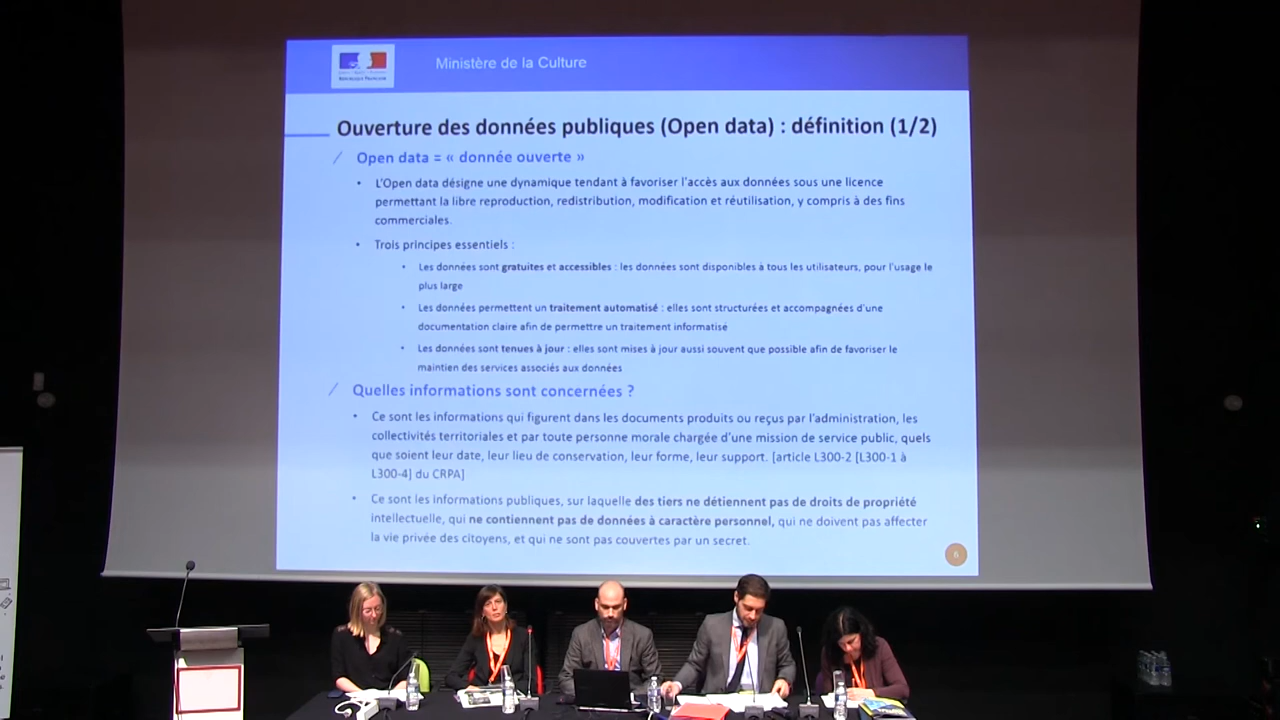 Ministère de la Culture
RÉPUBLIQUE FRANÇAISE
Ouverture des données publiques (Open data) : définition (1/2)
Open data = « donnée ouverte »
L'Open data désigne une dynamique tendant à favoriser l'accès aux données sous une licence
permettant la libre reproduction, redistribution, modification et réutilisation, y compris à des fins
commerciales.
Trois principes essentiels :
Les données sont gratuites et accessibles : les données sont disponibles à tous les utilisateurs, pour l'usage le
plus large
Les données permettent un traitement automatisé : elles sont structurées et accompagnées d'une
documentation claire afin de permettre un traitement informatisé
Les données sont tenues à jour : elles sont mises à jour aussi souvent que possible afin de favoriser le
maintien des services associés aux données
Quelles informations sont concernées ?
Ce sont les informations qui figurent dans les documents produits ou reçus par l'administration, les
collectivités territoriales et par toute personne morale chargée d'une mission de service public, quels
que soient leur date, leur lieu de conservation, leur forme, leur support. [article L300-2 [L300-1 à
L300-4] du CRPA]
Ce sont les informations publiques, sur laquelle des tiers ne détiennent pas de droits de propriété
intellectuelle, qui ne contiennent pas de données à caractère personnel, qui ne doivent pas affecter
la vie privée des citoyens, et qui ne sont pas couvertes par un secret.
6